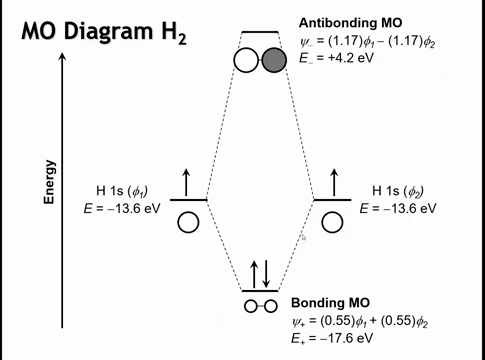 MO Diagram H₂
Antibonding MO
ψ₋ = (1.17)ϕ₁ – (1.17)ϕ₂
E₋ = +4.2 eV
Energy
H 1s (ϕ₁)
E = –13.6 eV
H 1s (ϕ₂)
E = –13.6 eV
Bonding MO
ψ₊ = (0.55)ϕ₁ + (0.55)ϕ₂
E₊ = –17.6 eV